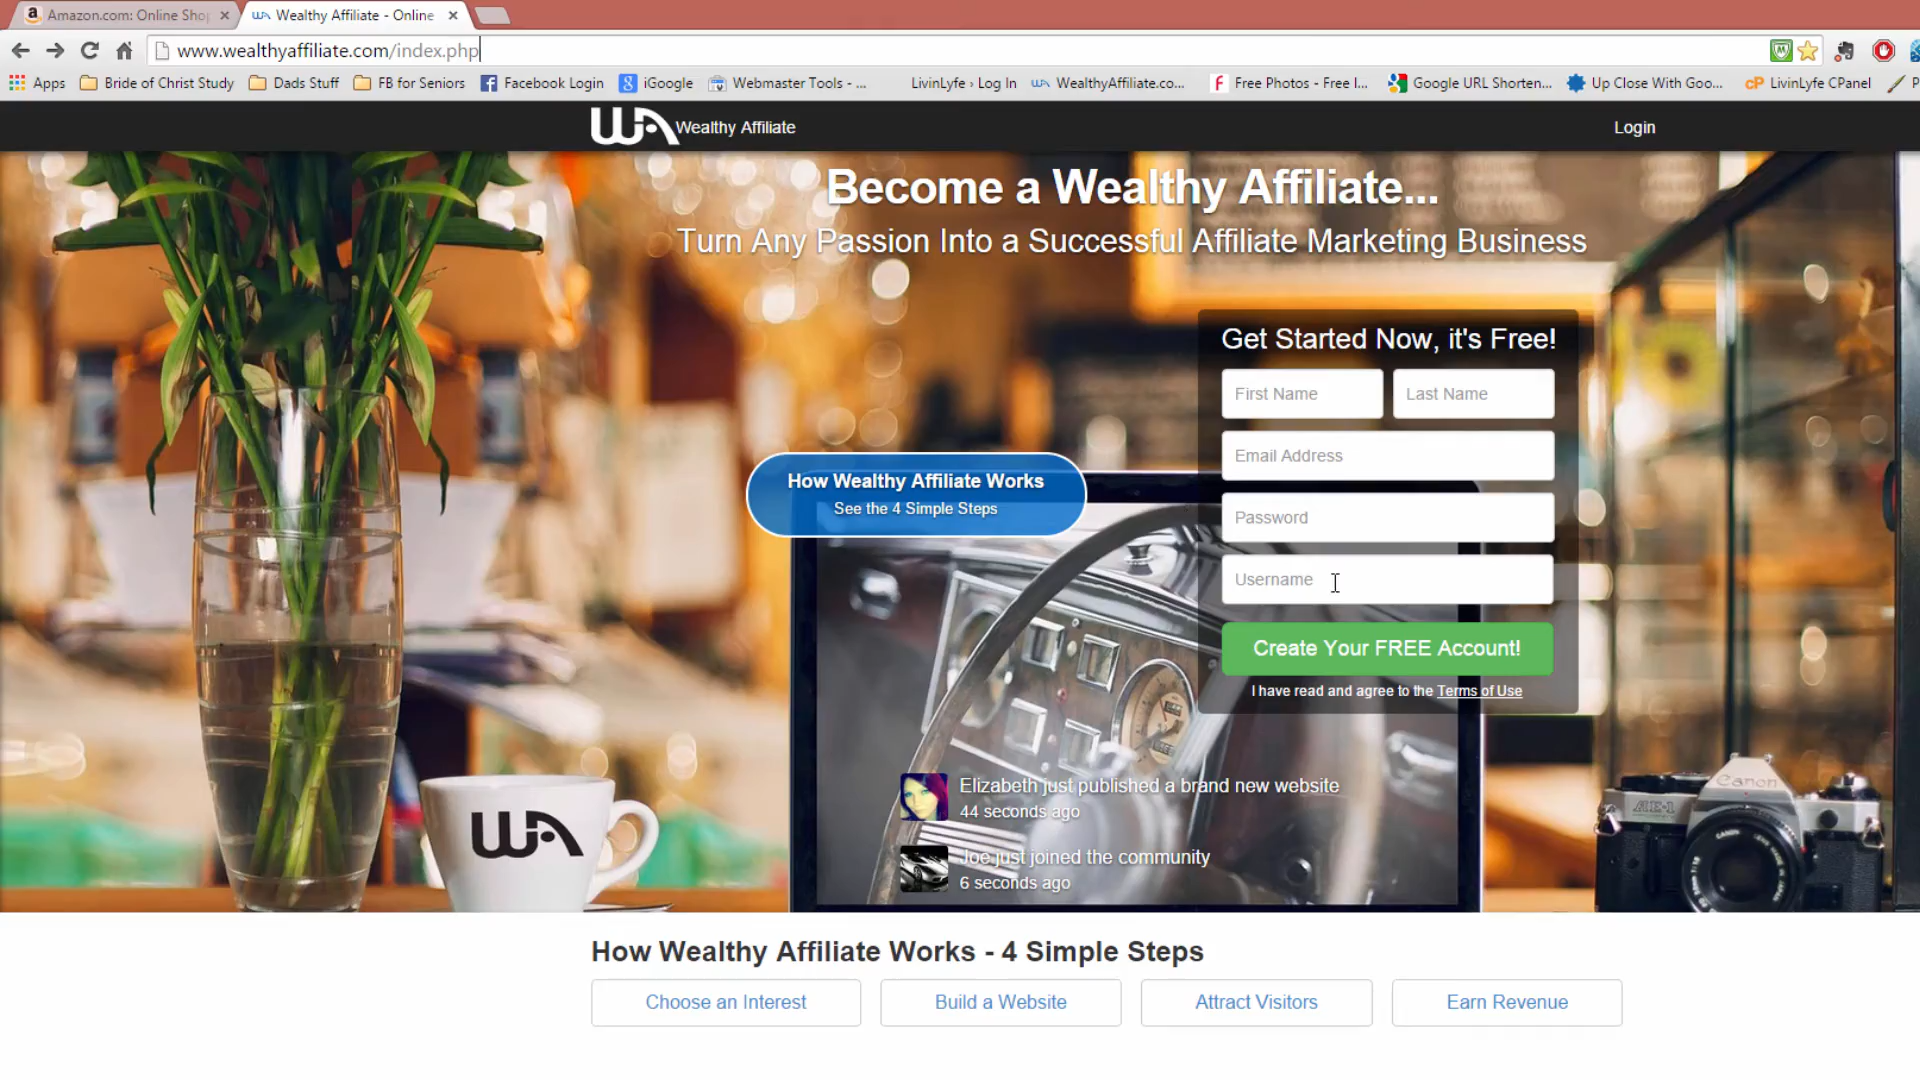 Amazon.com: Online Shop
Wealthy Affiliate - Online
www.wealthyaffiliate.com/index.php
Apps
Bride of Christ Study
Dads Stuff
FB for Seniors
Facebook Login
iGoogle
Webmaster Tools - ...
LivinLyfe › Log In
WealthyAffiliate.co...
Free Photos - Free I...
Google URL Shorten...
Up Close With Goo...
cP LivinLyfe CPanel
WA Wealthy Affiliate
Login
Become a Wealthy Affiliate...
Turn Any Passion Into a Successful Affiliate Marketing Business
Get Started Now, it's Free!
First Name
Last Name
Email Address
How Wealthy Affiliate Works
See the 4 Simple Steps
Password
Username
Create Your FREE Account!
I have read and agree to the Terms of Use
Elizabeth just published a brand new website
44 seconds ago
Joe just joined the community
6 seconds ago
WA
Canon
AE-1
How Wealthy Affiliate Works - 4 Simple Steps
Choose an Interest
Build a Website
Attract Visitors
Earn Revenue